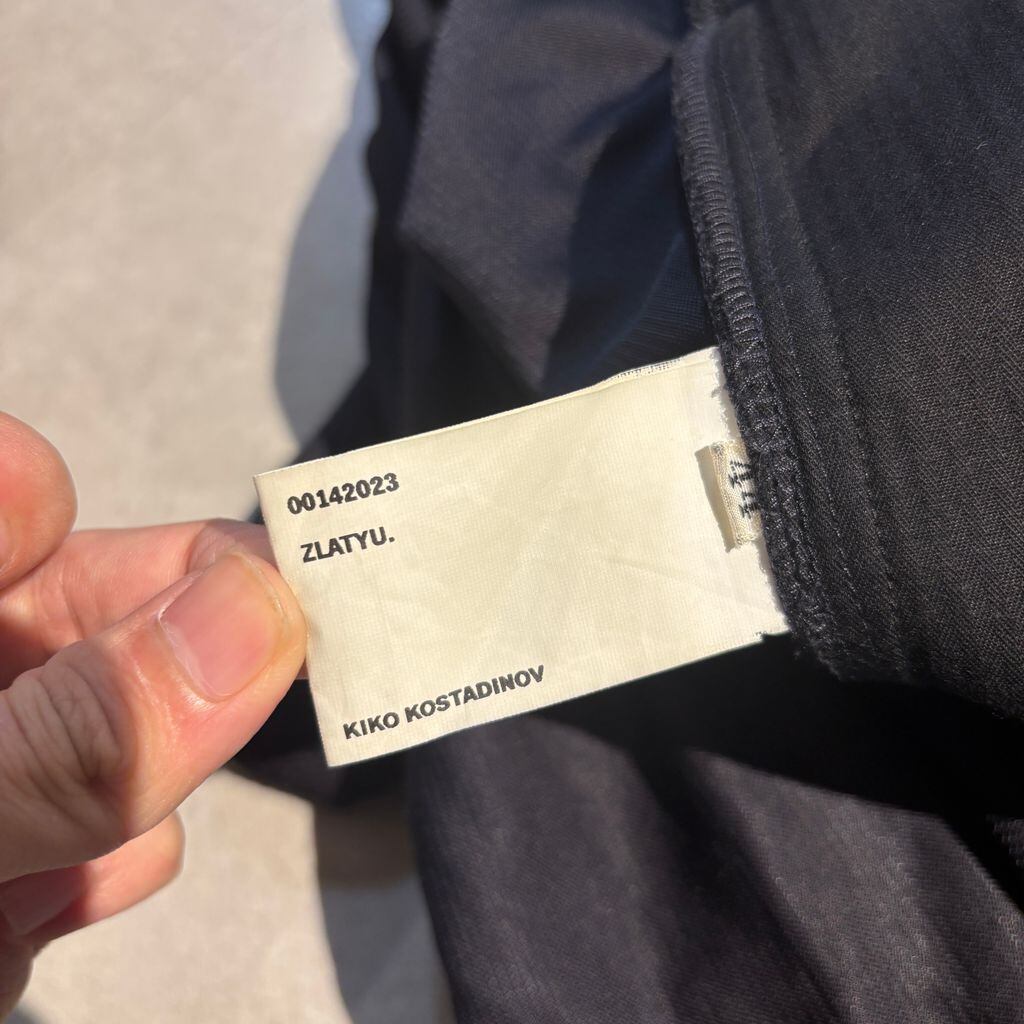 00142023
ZLATYU.
KIKO KOSTADINOV